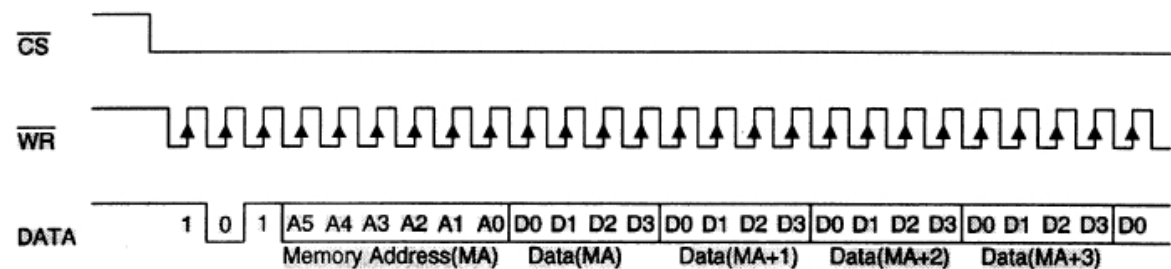 CS
WR
DATA 1 0 1 A5 A4 A3 A2 A1 A0 D0 D1 D2 D3 D0 D1 D2 D3 D0 D1 D2 D3 D0 D1 D2 D3 D0
Memory Address(MA) Data(MA) Data(MA+1) Data(MA+2) Data(MA+3)